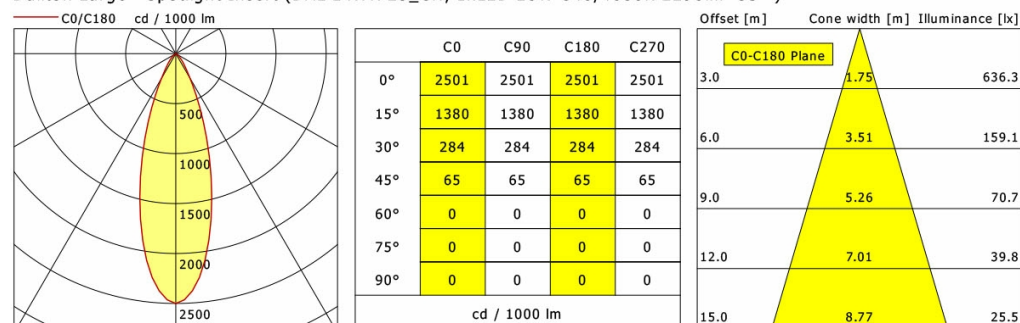 C0/C180 cd / 1000 lm
500
1000
1500
2000
2500
C0 C90 C180 C270
0° 2501 2501 2501 2501
15° 1380 1380 1380 1380
30° 284 284 284 284
45° 65 65 65 65
60° 0 0 0 0
75° 0 0 0 0
90° 0 0 0 0
cd / 1000 lm
Offset [m] Cone width [m] Illuminance [lx]
C0-C180 Plane
3.0 1.75 636.3
6.0 3.51 159.1
9.0 5.26 70.7
12.0 7.01 39.8
15.0 8.77 25.5